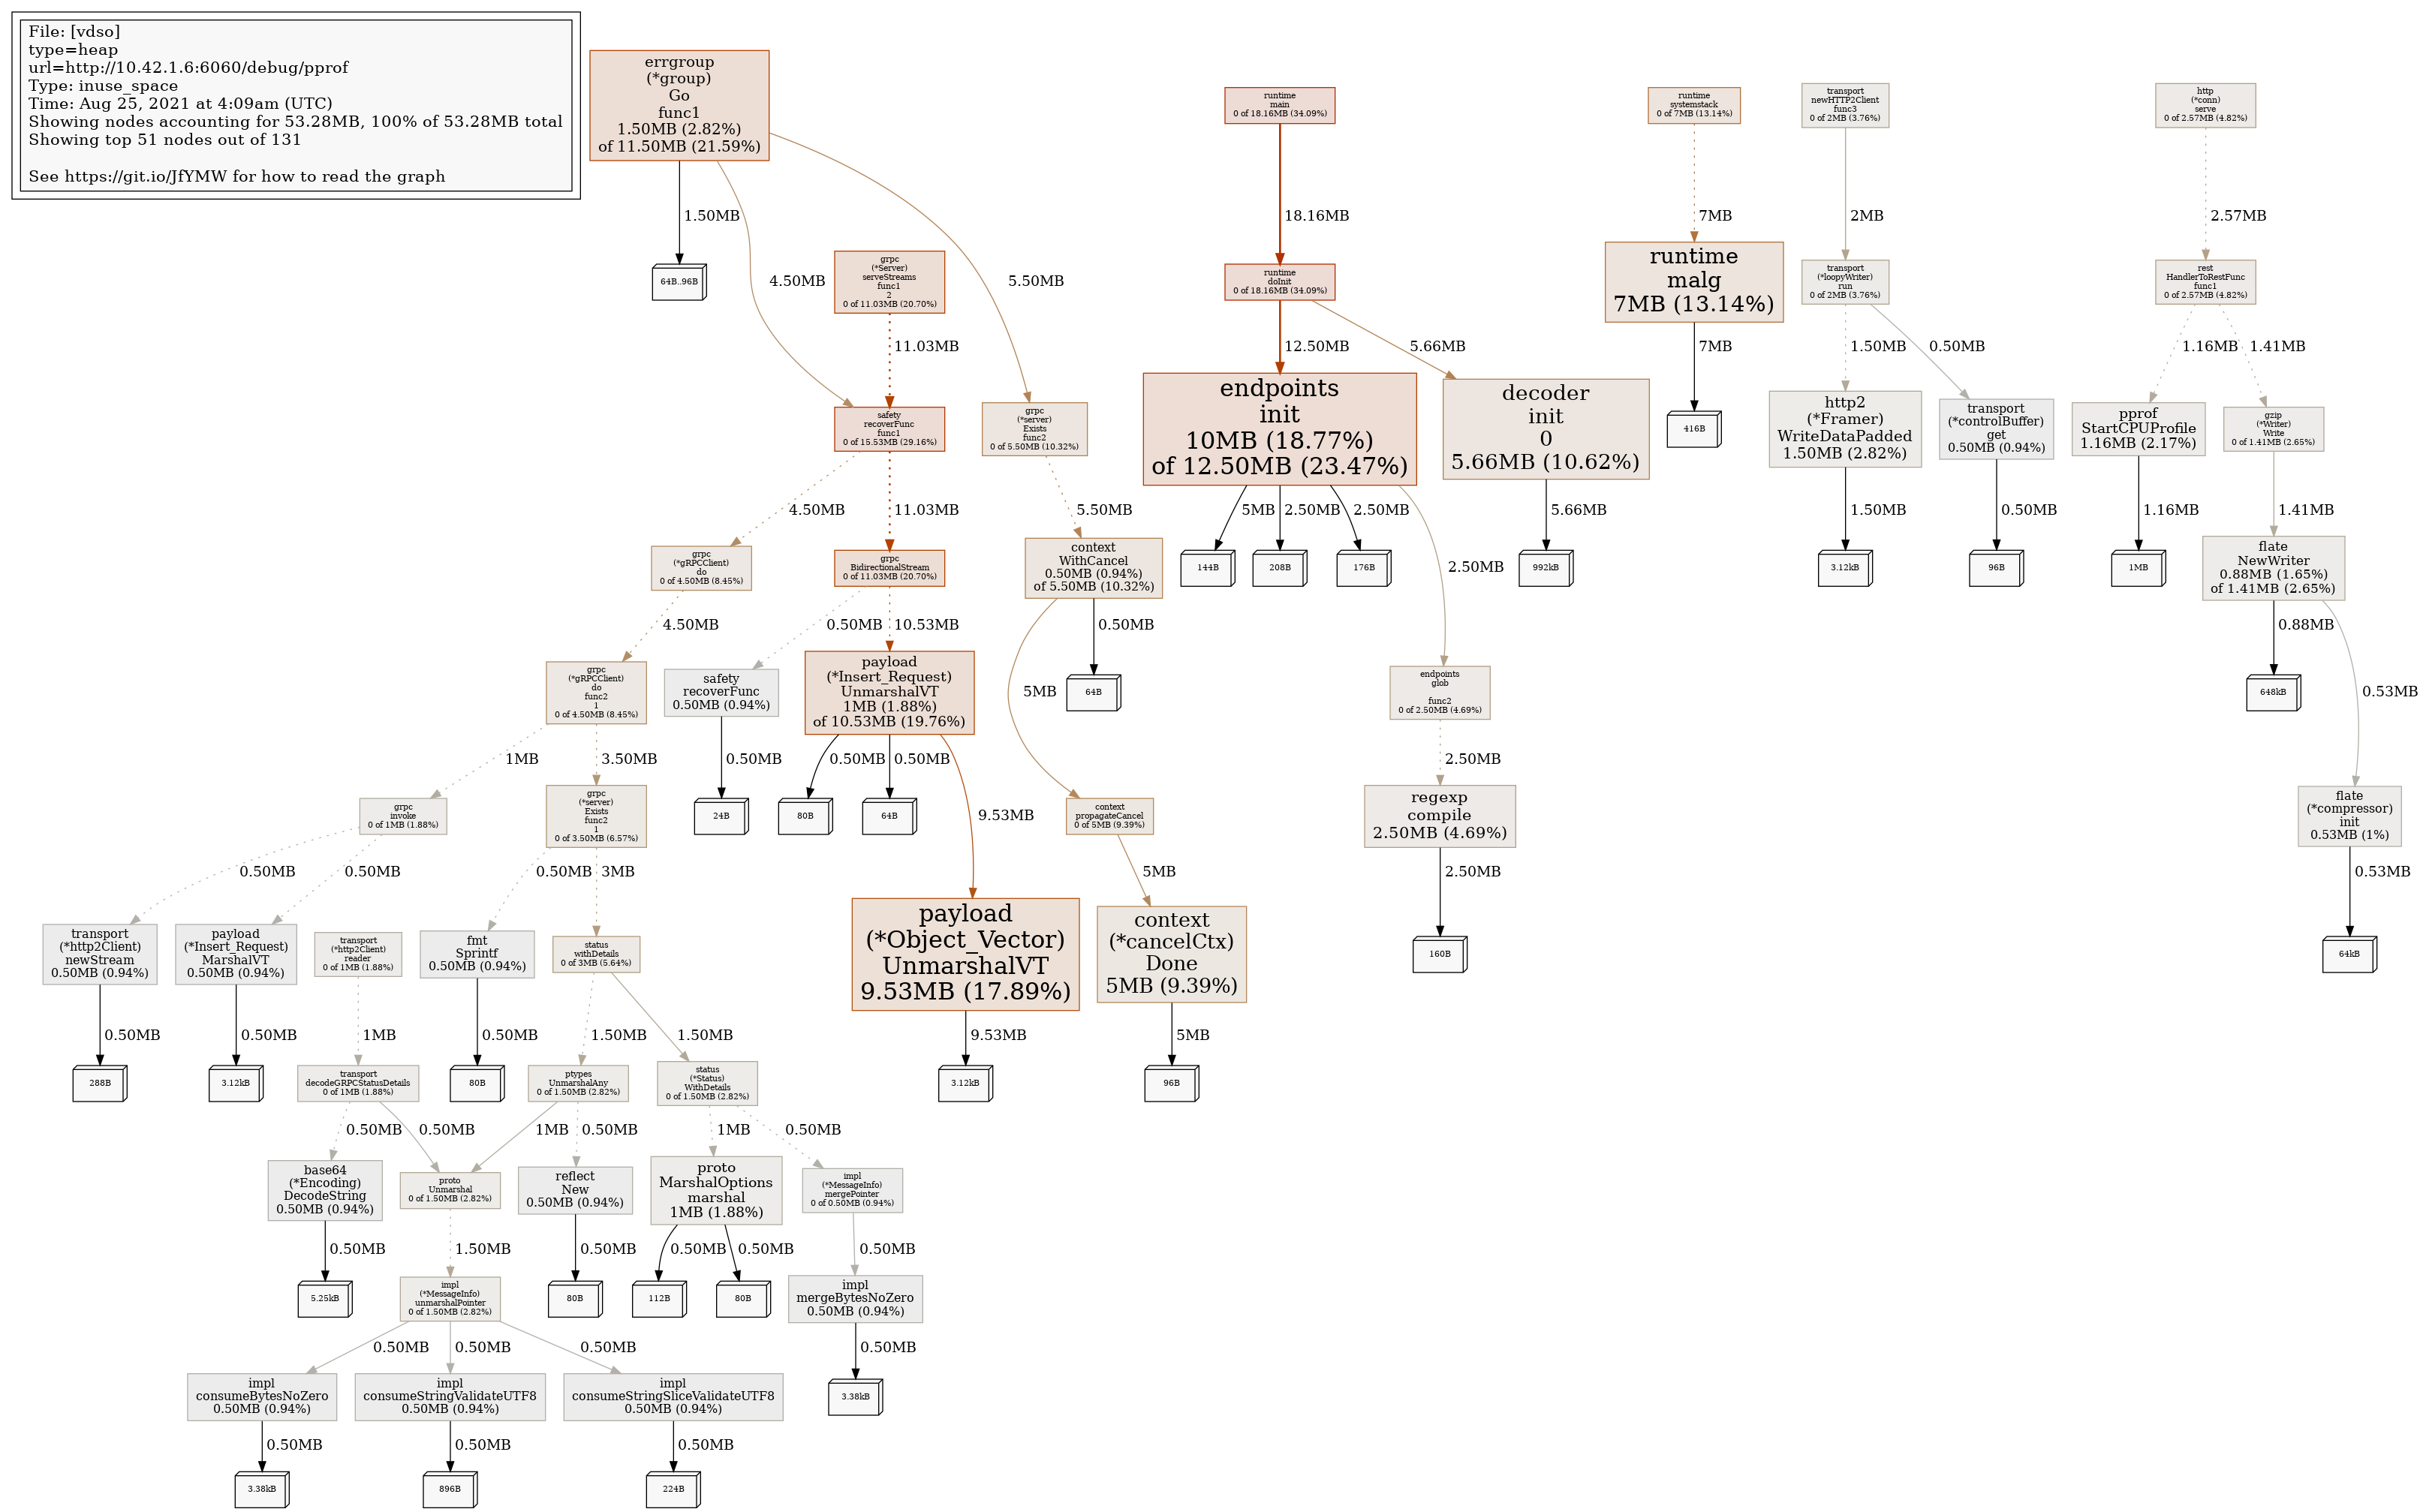 File: [vdso]
type=heap
url=http://10.42.1.6:6060/debug/pprof
Type: inuse_space
Time: Aug 25, 2021 at 4:09am (UTC)
Showing nodes accounting for 53.28MB, 100% of 53.28MB total
Showing top 51 nodes out of 131
See https://git.io/JfYMW for how to read the graph
errgroup
(*group)
Go
func1
1.50MB (2.82%)
of 11.50MB (21.59%)
runtime
main
0 of 18.16MB (34.09%)
runtime
systemstack
0 of 7MB (13.14%)
transport
newHTTP2Client
func3
0 of 2MB (3.76%)
http
(*conn)
serve
0 of 2.57MB (4.82%)
1.50MB
4.50MB
5.50MB
18.16MB
7MB
2MB
2.57MB
64B..96B
grpc
(*Server)
serveStreams
func1
2
0 of 11.03MB (20.70%)
runtime
doInit
0 of 18.16MB (34.09%)
runtime
malg
7MB (13.14%)
transport
(*loopyWriter)
run
0 of 2MB (3.76%)
rest
HandlerToRestFunc
func1
0 of 2.57MB (4.82%)
11.03MB
12.50MB
5.66MB
7MB
1.50MB
0.50MB
1.16MB
1.41MB
safety
recoverFunc
func1
0 of 15.53MB (29.16%)
grpc
(*server)
Exists
func2
0 of 5.50MB (10.32%)
endpoints
init
10MB (18.77%)
of 12.50MB (23.47%)
decoder
init
0
5.66MB (10.62%)
416B
http2
(*Framer)
WriteDataPadded
1.50MB (2.82%)
transport
(*controlBuffer)
get
0.50MB (0.94%)
pprof
StartCPUProfile
1.16MB (2.17%)
gzip
(*Writer)
Write
0 of 1.41MB (2.65%)
4.50MB
11.03MB
5.50MB
5MB
2.50MB
2.50MB
2.50MB
5.66MB
1.50MB
0.50MB
1.16MB
1.41MB
grpc
(*gRPCClient)
do
0 of 4.50MB (8.45%)
grpc
BidirectionalStream
0 of 11.03MB (20.70%)
context
WithCancel
0.50MB (0.94%)
of 5.50MB (10.32%)
144B
208B
176B
992kB
3.12kB
96B
1MB
flate
NewWriter
0.88MB (1.65%)
of 1.41MB (2.65%)
4.50MB
0.50MB
10.53MB
5MB
0.50MB
0.88MB
0.53MB
grpc
(*gRPCClient)
do
func2
1
0 of 4.50MB (8.45%)
safety
recoverFunc
0.50MB (0.94%)
payload
(*Insert_Request)
UnmarshalVT
1MB (1.88%)
of 10.53MB (19.76%)
64B
endpoints
glob
func2
0 of 2.50MB (4.69%)
648kB
1MB
3.50MB
0.50MB
0.50MB
0.50MB
9.53MB
2.50MB
grpc
invoke
0 of 1MB (1.88%)
grpc
(*server)
Exists
func2
1
0 of 3.50MB (6.57%)
24B
80B
64B
context
propagateCancel
0 of 5MB (9.39%)
regexp
compile
2.50MB (4.69%)
flate
(*compressor)
init
0.53MB (1%)
0.50MB
0.50MB
0.50MB
3MB
5MB
2.50MB
0.53MB
transport
(*http2Client)
newStream
0.50MB (0.94%)
payload
(*Insert_Request)
MarshalVT
0.50MB (0.94%)
transport
(*http2Client)
reader
0 of 1MB (1.88%)
fmt
Sprintf
0.50MB (0.94%)
status
withDetails
0 of 3MB (5.64%)
payload
(*Object_Vector)
UnmarshalVT
9.53MB (17.89%)
context
(*cancelCtx)
Done
5MB (9.39%)
160B
64kB
0.50MB
0.50MB
1MB
0.50MB
1.50MB
1.50MB
9.53MB
5MB
288B
3.12kB
transport
decodeGRPCStatusDetails
0 of 1MB (1.88%)
80B
ptypes
UnmarshalAny
0 of 1.50MB (2.82%)
status
(*Status)
WithDetails
0 of 1.50MB (2.82%)
3.12kB
96B
0.50MB
0.50MB
1MB
0.50MB
1MB
0.50MB
base64
(*Encoding)
DecodeString
0.50MB (0.94%)
proto
Unmarshal
0 of 1.50MB (2.82%)
reflect
New
0.50MB (0.94%)
proto
MarshalOptions
marshal
1MB (1.88%)
impl
(*MessageInfo)
mergePointer
0 of 0.50MB (0.94%)
0.50MB
1.50MB
0.50MB
0.50MB
0.50MB
0.50MB
5.25kB
impl
(*MessageInfo)
unmarshalPointer
0 of 1.50MB (2.82%)
80B
112B
80B
impl
mergeBytesNoZero
0.50MB (0.94%)
0.50MB
0.50MB
0.50MB
0.50MB
impl
consumeBytesNoZero
0.50MB (0.94%)
impl
consumeStringValidateUTF8
0.50MB (0.94%)
impl
consumeStringSliceValidateUTF8
0.50MB (0.94%)
3.38kB
0.50MB
0.50MB
0.50MB
3.38kB
896B
224B